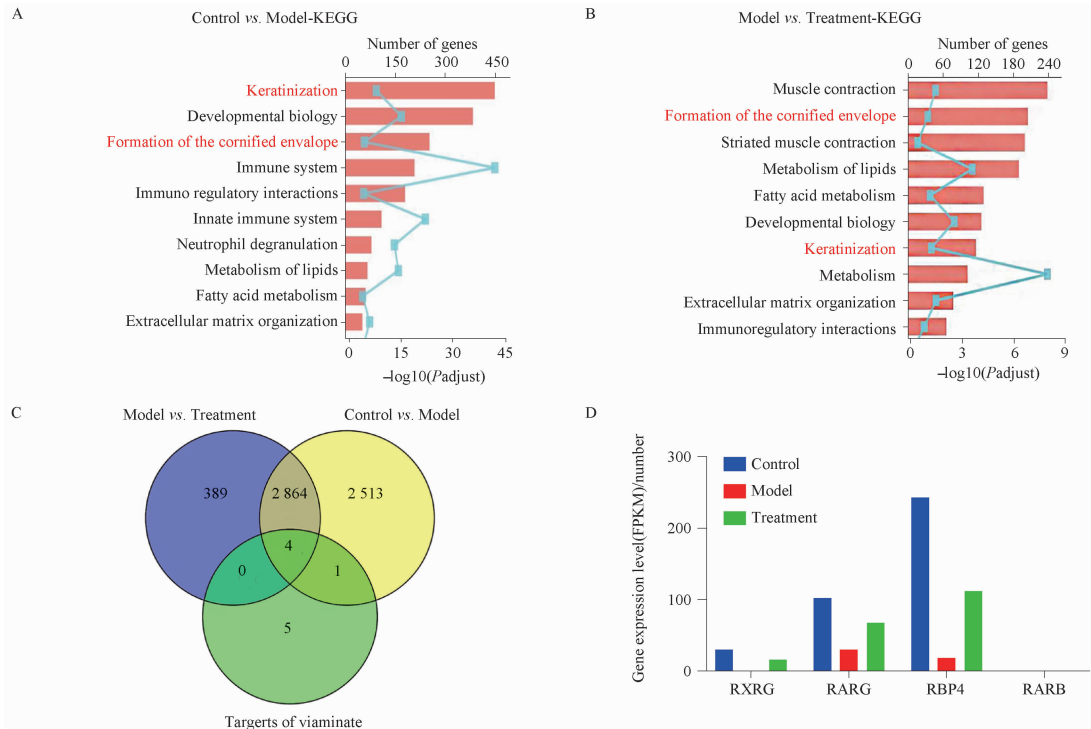 A
Control vs. Model-KEGG
Number of genes
0 150 300 450
Keratinization
Developmental biology
Formation of the cornified envalope
Immune system
Immuno regulatory interactions
Innate immune system
Neutrophil degranulation
Metabolism of lipids
Fatty acid metabolism
Extracellular matrix organization
0 15 30 45
−log10(Padjust)
B
Model vs. Treatment-KEGG
Number of genes
0 60 120 180 240
Muscle contraction
Formation of the cornified envelope
Striated muscle contraction
Metabolism of lipids
Fatty acid metabolism
Developmental biology
Keratinization
Metabolism
Extracellular matrix organization
Immunoregulatory interactions
0 3 6 9
−log10(Padjust)
C
Model vs. Treatment
Control vs. Model
389
2 864
2 513
4
0
1
5
Targerts of viaminate
D
Gene expression level(FPKM)/number
300
200
100
0
Control
Model
Treatment
RXRG RARG RBP4 RARB